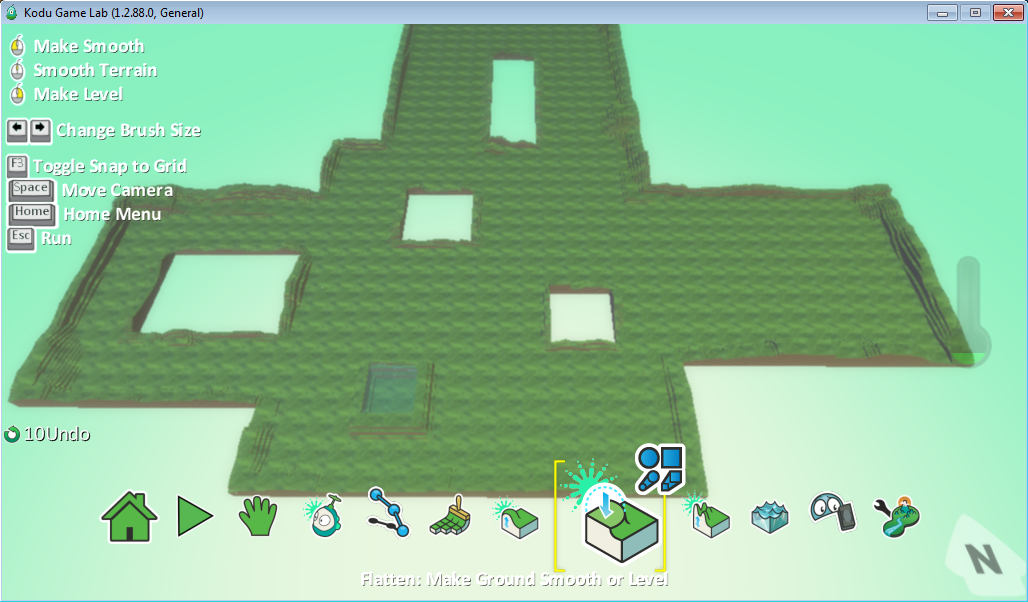 Kodu Game Lab (1.2.88.0, General)
Make Smooth
Smooth Terrain
Make Level
Change Brush Size
F3 Toggle Snap to Grid
Space Move Camera
Home Home Menu
Esc Run
10Undo
Flatten: Make Ground Smooth or Level
N